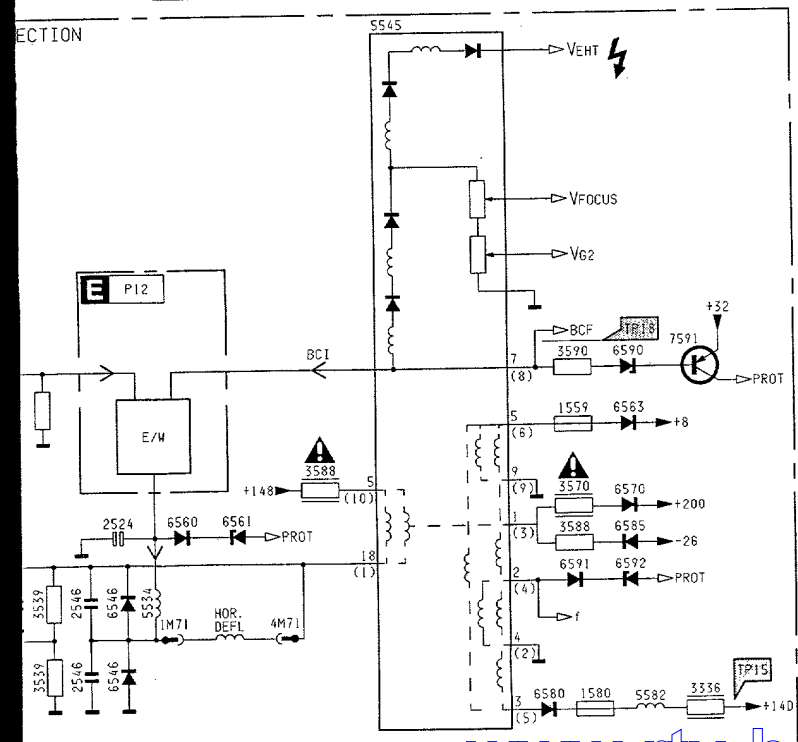 ECTION
5545
VEHT
VFOCUS
VG2
E P12
+32
BCF TP18
7591
3590 6590
BCI
7
(8)
PROT
5
(6)
1559 6563
+8
E/W
3588
+148
5
(10)
9
(9)
3570 6570
+200
1
(3)
3588 6585
-26
2524 6560 6561
PROT
18
(1)
2
(4)
6591 6592
PROT
f
3539 2546 6546 5534
1M71
HOR.
DEFL
4M71
4
(2)
3539 2546 6546
3
(5)
6580 1580 5582 3336
TP15
+14D